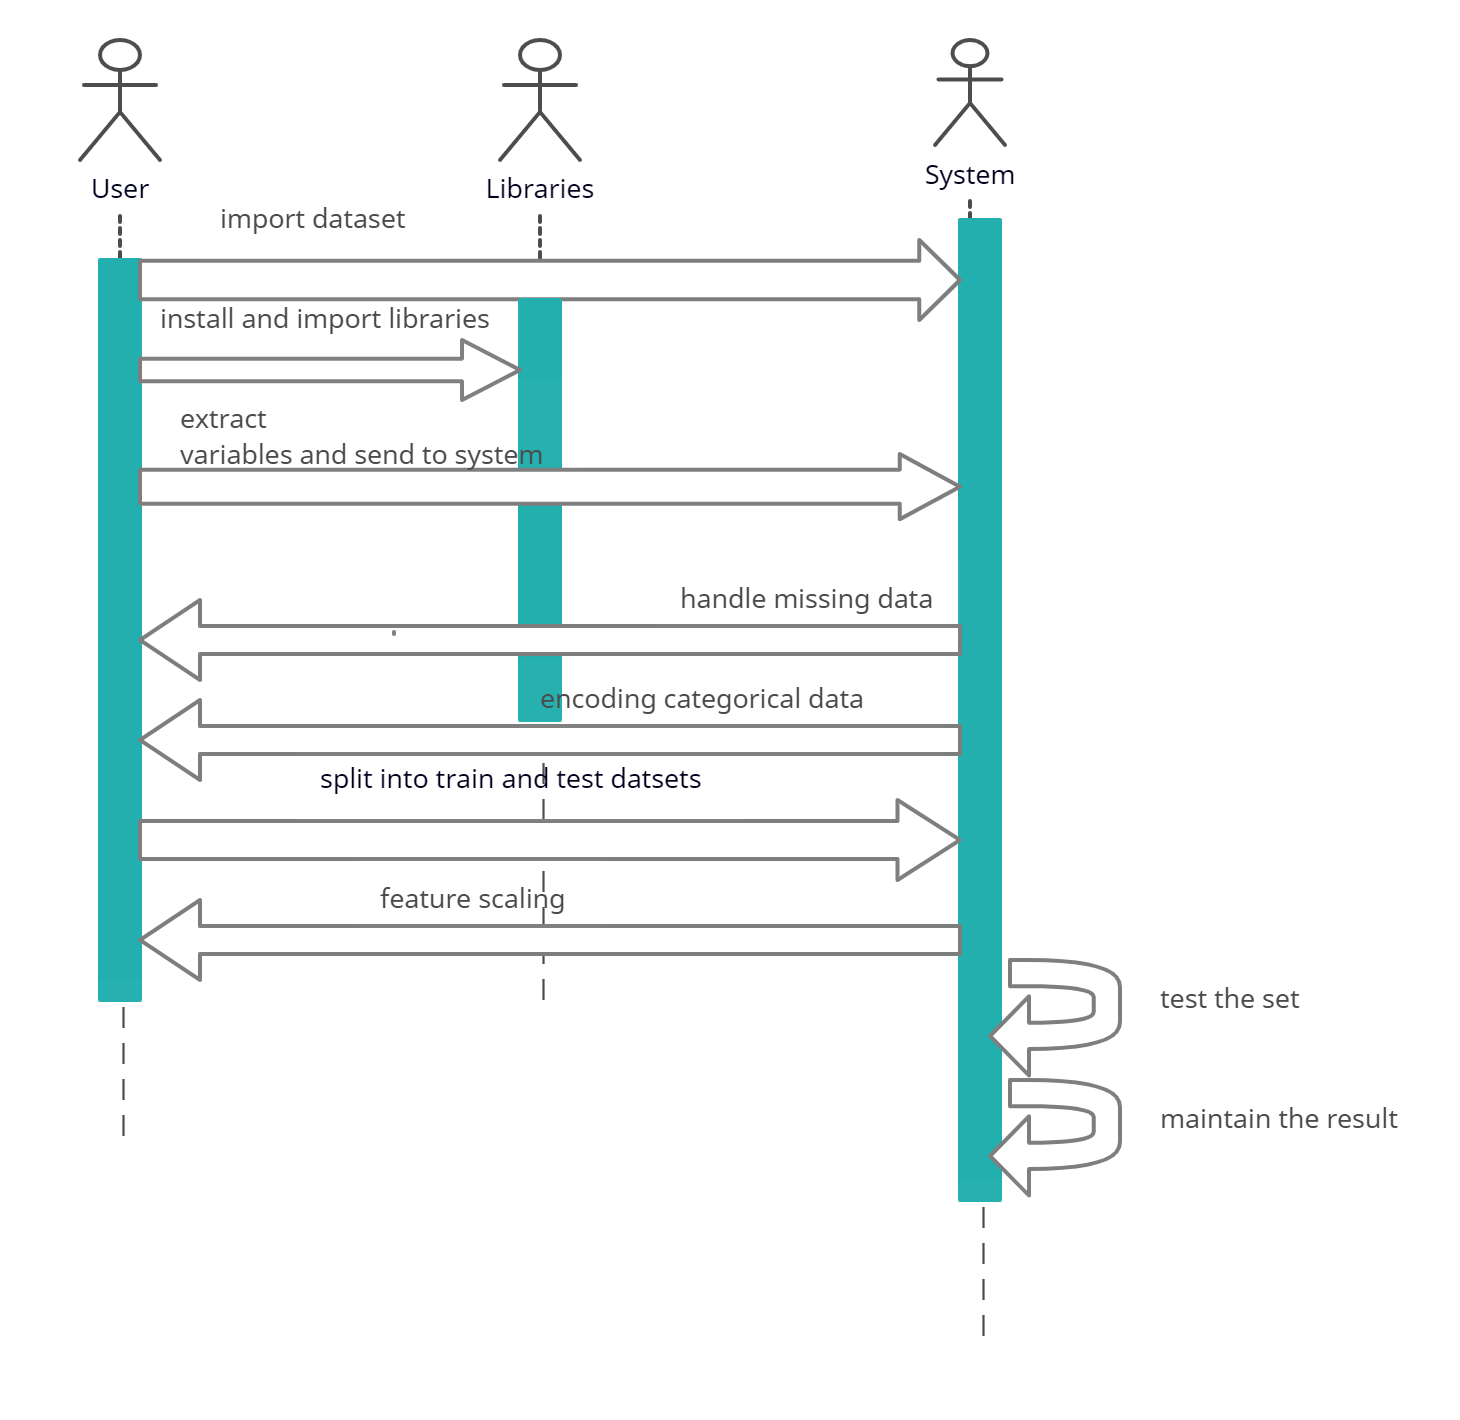 User
Libraries
System
import dataset
install and import libraries
extract
variables and send to system
handle missing data
encoding categorical data
split into train and test datsets
feature scaling
test the set
maintain the result